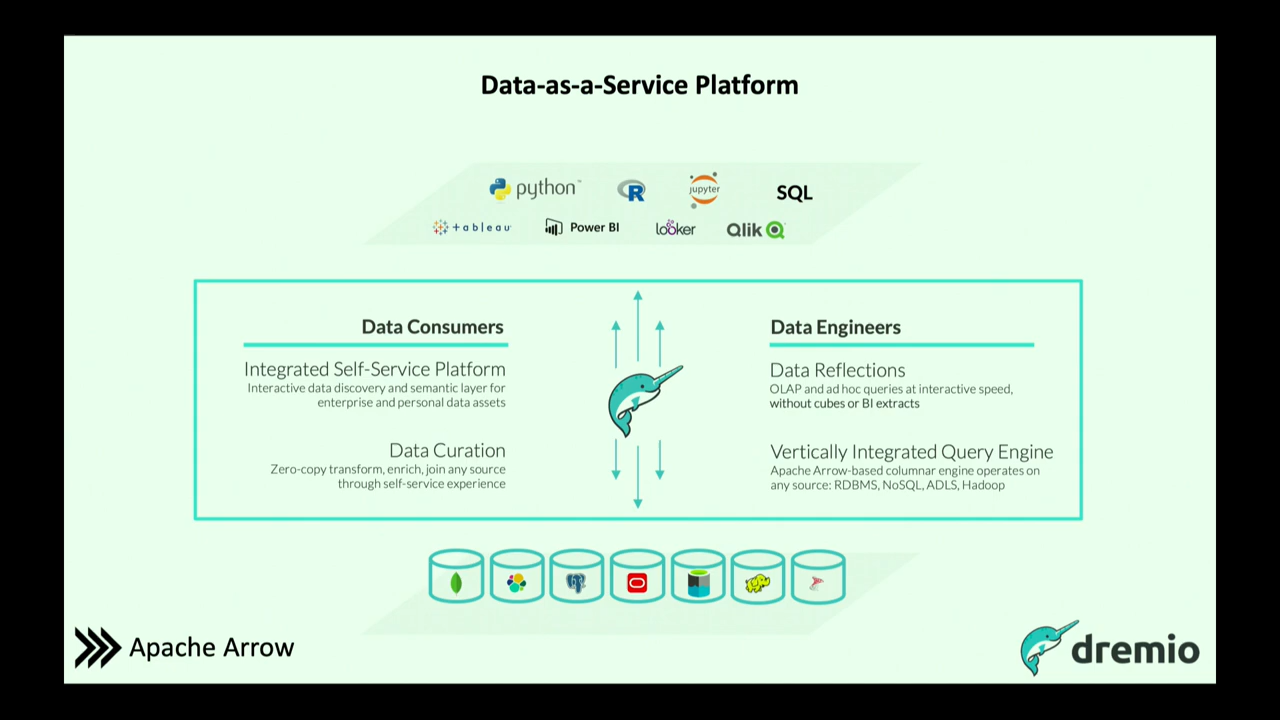 Data-as-a-Service Platform
python™
R
jupyter
SQL
+ a b l e a u
Power BI
looker
Qlik
Data Consumers
Integrated Self-Service Platform
Interactive data discovery and semantic layer for
enterprise and personal data assets
Data Curation
Zero-copy transform, enrich, join any source
through self-service experience
Data Engineers
Data Reflections
OLAP and ad hoc queries at interactive speed,
without cubes or BI extracts
Vertically Integrated Query Engine
Apache Arrow-based columnar engine operates on
any source: RDBMS, NoSQL, ADLS, Hadoop
Apache Arrow
dremio